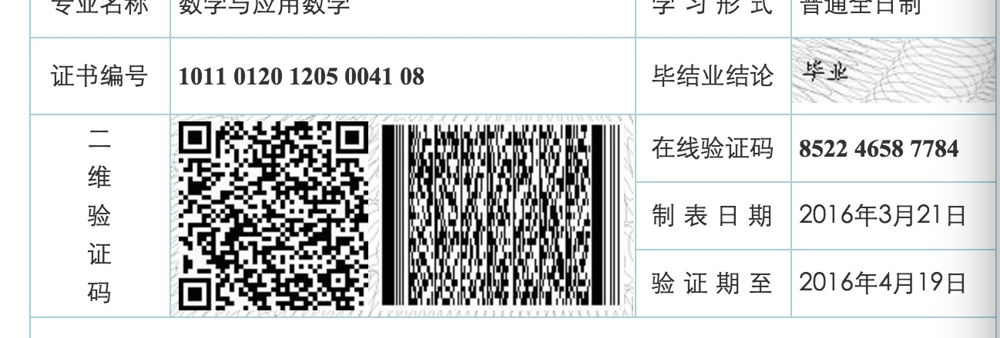 专业名称 数学与应用数学 学习形式 普通全日制
证书编号 1011 0120 1205 0041 08 毕结业结论 毕业
二维验证码 在线验证码 8522 4658 7784
制表日期 2016年3月21日
验证期至 2016年4月19日